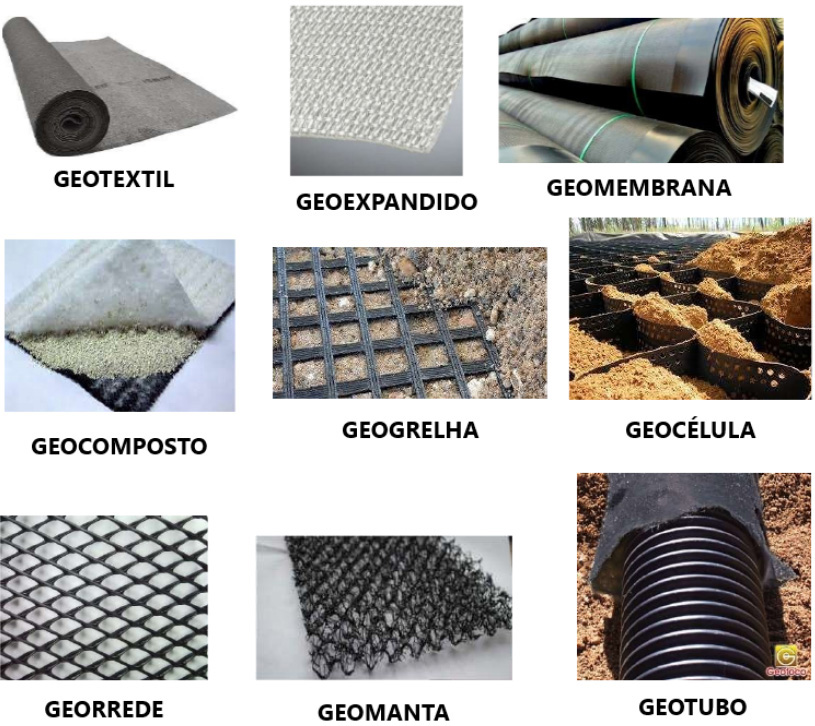 GEOTEXTIL
GEOEXPANDIDO
GEOMEMBRANA
GEOCOMPOSTO
GEOGRELHA
GEOCÉLULA
GEORREDE
GEOMANTA
GEOTUBO